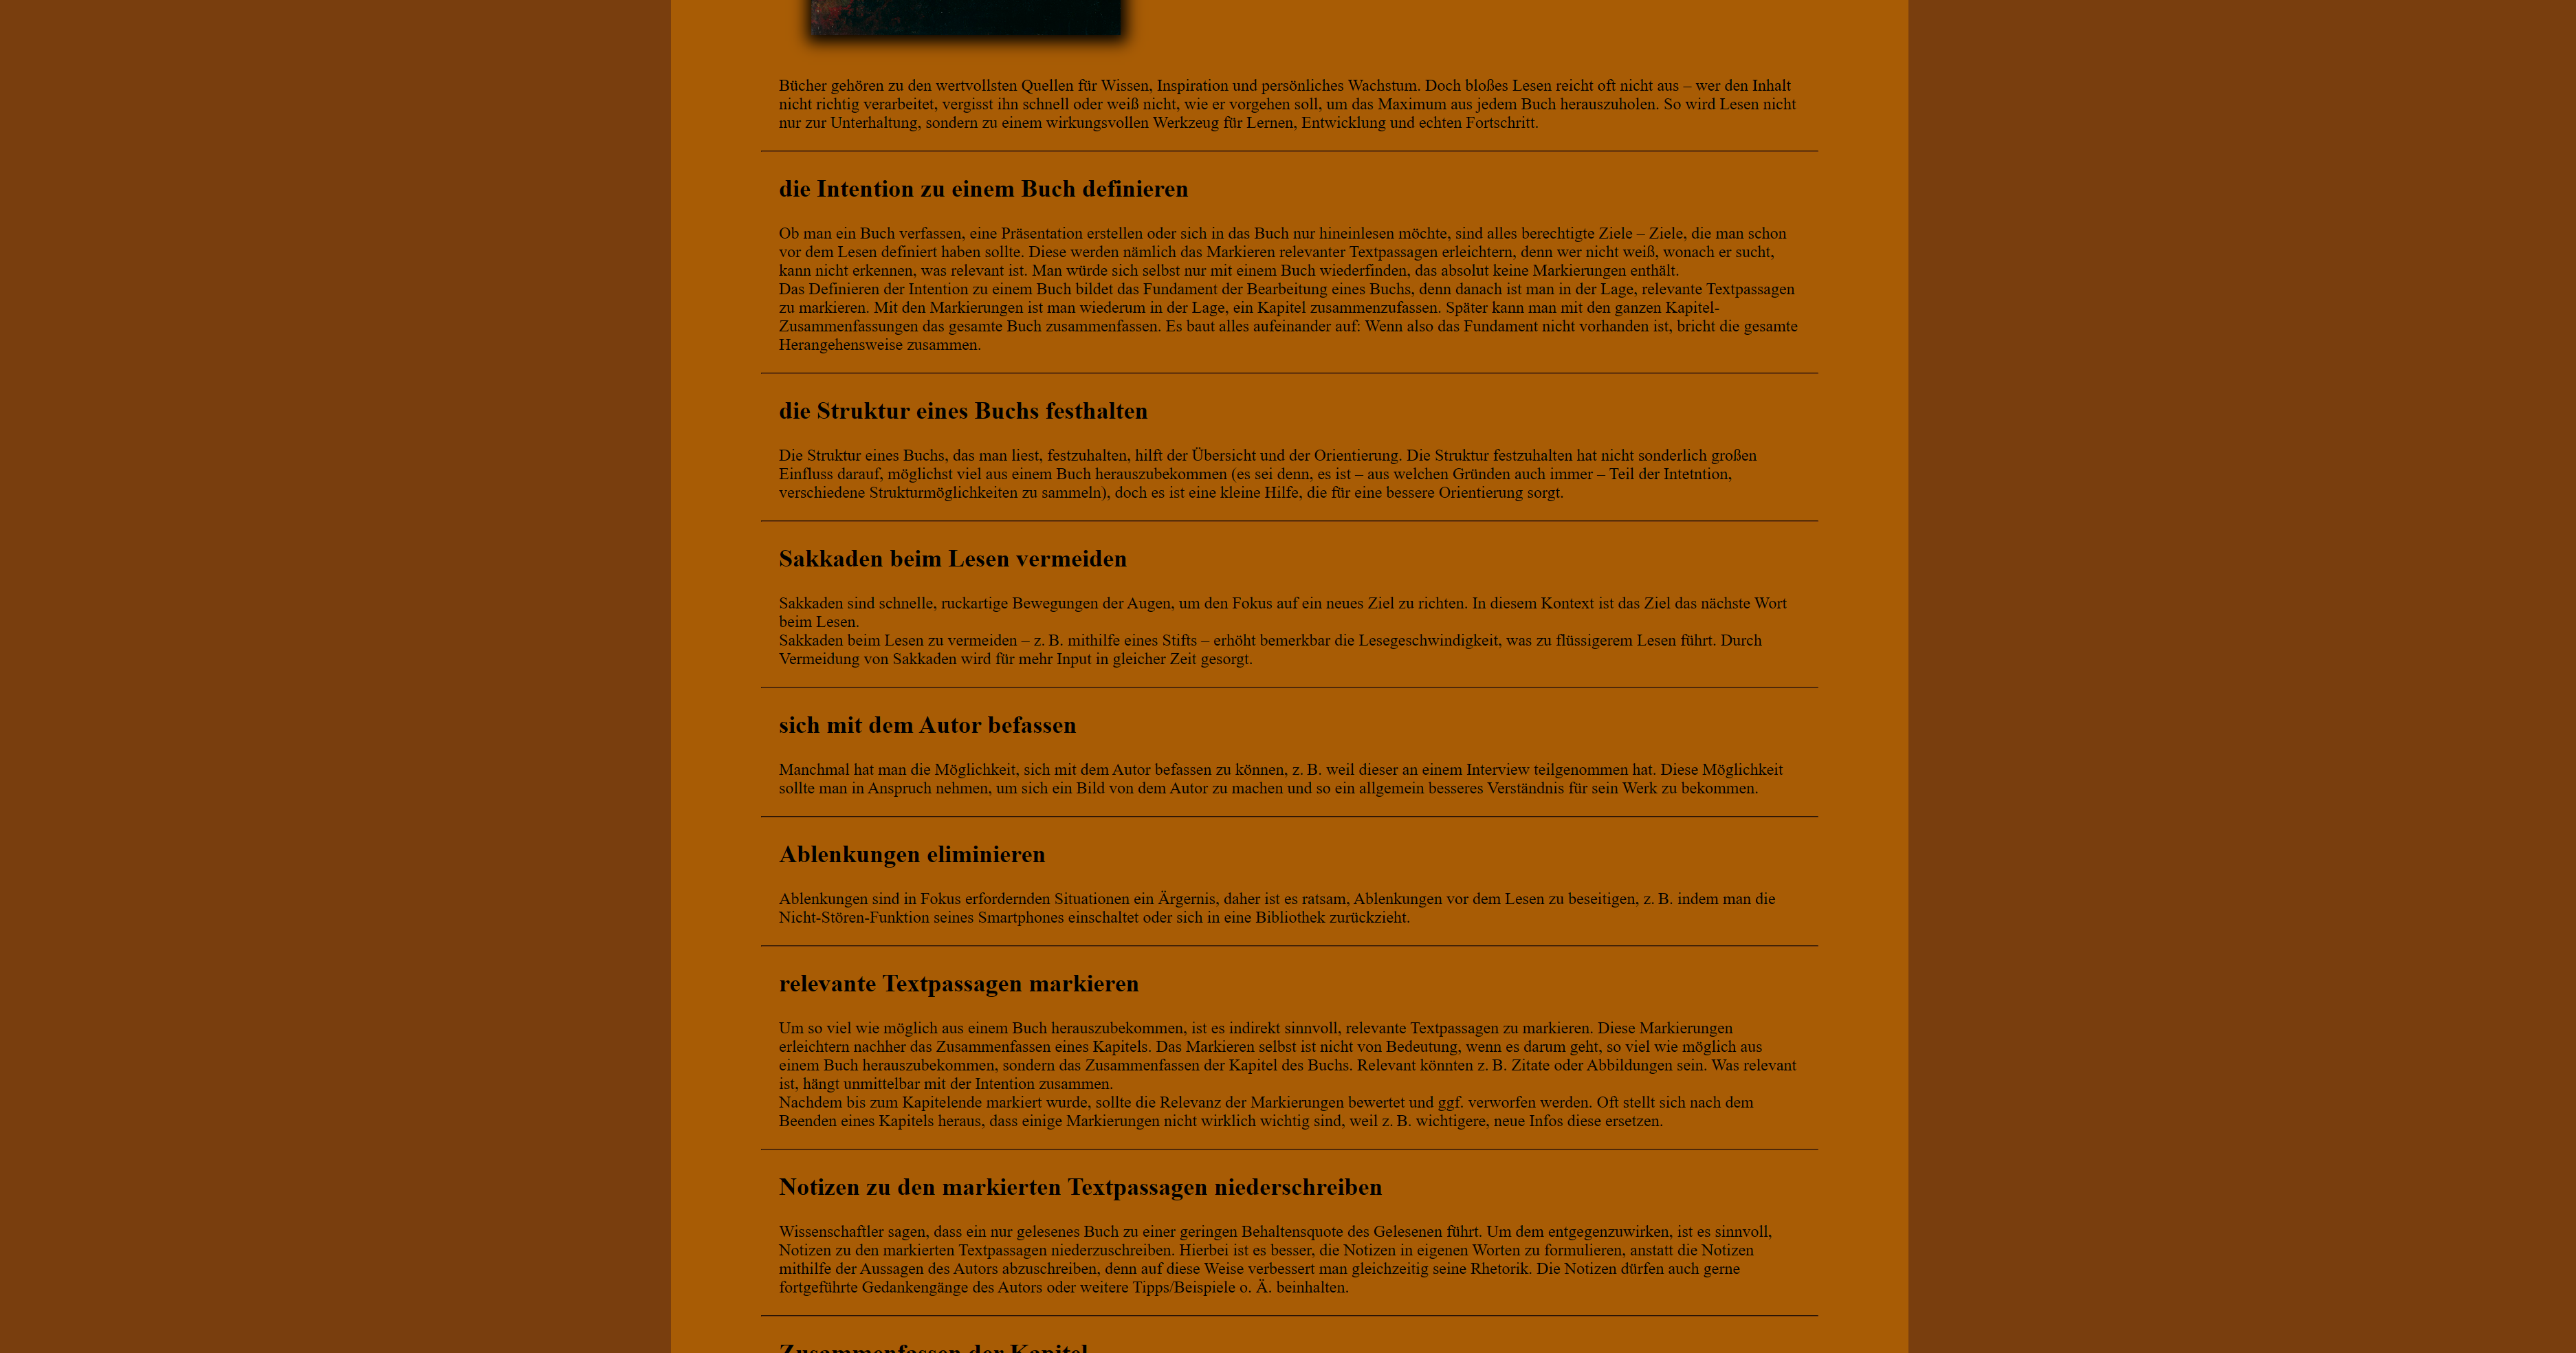 Bücher gehören zu den wertvollsten Quellen für Wissen, Inspiration und persönliches Wachstum. Doch bloßes Lesen reicht oft nicht aus – wer den Inhalt
nicht richtig verarbeitet, vergisst ihn schnell oder weiß nicht, wie er vorgehen soll, um das Maximum aus jedem Buch herauszuholen. So wird Lesen nicht
nur zur Unterhaltung, sondern zu einem wirkungsvollen Werkzeug für Lernen, Entwicklung und echten Fortschritt.
die Intention zu einem Buch definieren
Ob man ein Buch verfassen, eine Präsentation erstellen oder sich in das Buch nur hineinlesen möchte, sind alles berechtigte Ziele – Ziele, die man schon
vor dem Lesen definiert haben sollte. Diese werden nämlich das Markieren relevanter Textpassagen erleichtern, denn wer nicht weiß, wonach er sucht,
kann nicht erkennen, was relevant ist. Man würde sich selbst nur mit einem Buch wiederfinden, das absolut keine Markierungen enthält.
Das Definieren der Intention zu einem Buch bildet das Fundament der Bearbeitung eines Buchs, denn danach ist man in der Lage, relevante Textpassagen
zu markieren. Mit den Markierungen ist man wiederum in der Lage, ein Kapitel zusammenzufassen. Später kann man mit den ganzen Kapitel-
Zusammenfassungen das gesamte Buch zusammenfassen. Es baut alles aufeinander auf: Wenn also das Fundament nicht vorhanden ist, bricht die gesamte
Herangehensweise zusammen.
die Struktur eines Buchs festhalten
Die Struktur eines Buchs, das man liest, festzuhalten, hilft der Übersicht und der Orientierung. Die Struktur festzuhalten hat nicht sonderlich großen
Einfluss darauf, möglichst viel aus einem Buch herauszubekommen (es sei denn, es ist – aus welchen Gründen auch immer – Teil der Intetntion,
verschiedene Strukturmöglichkeiten zu sammeln), doch es ist eine kleine Hilfe, die für eine bessere Orientierung sorgt.
Sakkaden beim Lesen vermeiden
Sakkaden sind schnelle, ruckartige Bewegungen der Augen, um den Fokus auf ein neues Ziel zu richten. In diesem Kontext ist das Ziel das nächste Wort
beim Lesen.
Sakkaden beim Lesen zu vermeiden – z. B. mithilfe eines Stifts – erhöht bemerkbar die Lesegeschwindigkeit, was zu flüssigerem Lesen führt. Durch
Vermeidung von Sakkaden wird für mehr Input in gleicher Zeit gesorgt.
sich mit dem Autor befassen
Manchmal hat man die Möglichkeit, sich mit dem Autor befassen zu können, z. B. weil dieser an einem Interview teilgenommen hat. Diese Möglichkeit
sollte man in Anspruch nehmen, um sich ein Bild von dem Autor zu machen und so ein allgemein besseres Verständnis für sein Werk zu bekommen.
Ablenkungen eliminieren
Ablenkungen sind in Fokus erfordernden Situationen ein Ärgernis, daher ist es ratsam, Ablenkungen vor dem Lesen zu beseitigen, z. B. indem man die
Nicht-Stören-Funktion seines Smartphones einschaltet oder sich in eine Bibliothek zurückzieht.
relevante Textpassagen markieren
Um so viel wie möglich aus einem Buch herauszubekommen, ist es indirekt sinnvoll, relevante Textpassagen zu markieren. Diese Markierungen
erleichtern nachher das Zusammenfassen eines Kapitels. Das Markieren selbst ist nicht von Bedeutung, wenn es darum geht, so viel wie möglich aus
einem Buch herauszubekommen, sondern das Zusammenfassen der Kapitel des Buchs. Relevant könnten z. B. Zitate oder Abbildungen sein. Was relevant
ist, hängt unmittelbar mit der Intention zusammen.
Nachdem bis zum Kapitelende markiert wurde, sollte die Relevanz der Markierungen bewertet und ggf. verworfen werden. Oft stellt sich nach dem
Beenden eines Kapitels heraus, dass einige Markierungen nicht wirklich wichtig sind, weil z. B. wichtigere, neue Infos diese ersetzen.
Notizen zu den markierten Textpassagen niederschreiben
Wissenschaftler sagen, dass ein nur gelesenes Buch zu einer geringen Behaltensquote des Gelesenen führt. Um dem entgegenzuwirken, ist es sinnvoll,
Notizen zu den markierten Textpassagen niederzuschreiben. Hierbei ist es besser, die Notizen in eigenen Worten zu formulieren, anstatt die Notizen
mithilfe der Aussagen des Autors abzuschreiben, denn auf diese Weise verbessert man gleichzeitig seine Rhetorik. Die Notizen dürfen auch gerne
fortgeführte Gedankengänge des Autors oder weitere Tipps/Beispiele o. Ä. beinhalten.
Zusammenfassen der Kapitel